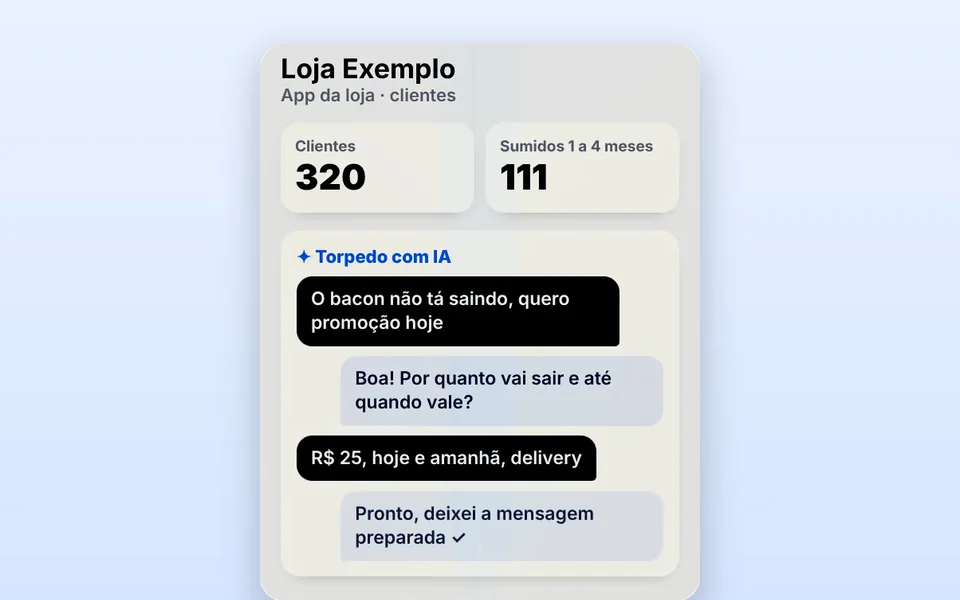 Loja Exemplo
App da loja · clientes
Clientes
320
Sumidos 1 a 4 meses
111
✦ Torpedo com IA
O bacon não tá saindo, quero
promoção hoje
Boa! Por quanto vai sair e até
quando vale?
R$ 25, hoje e amanhã, delivery
Pronto, deixei a mensagem
preparada ✓